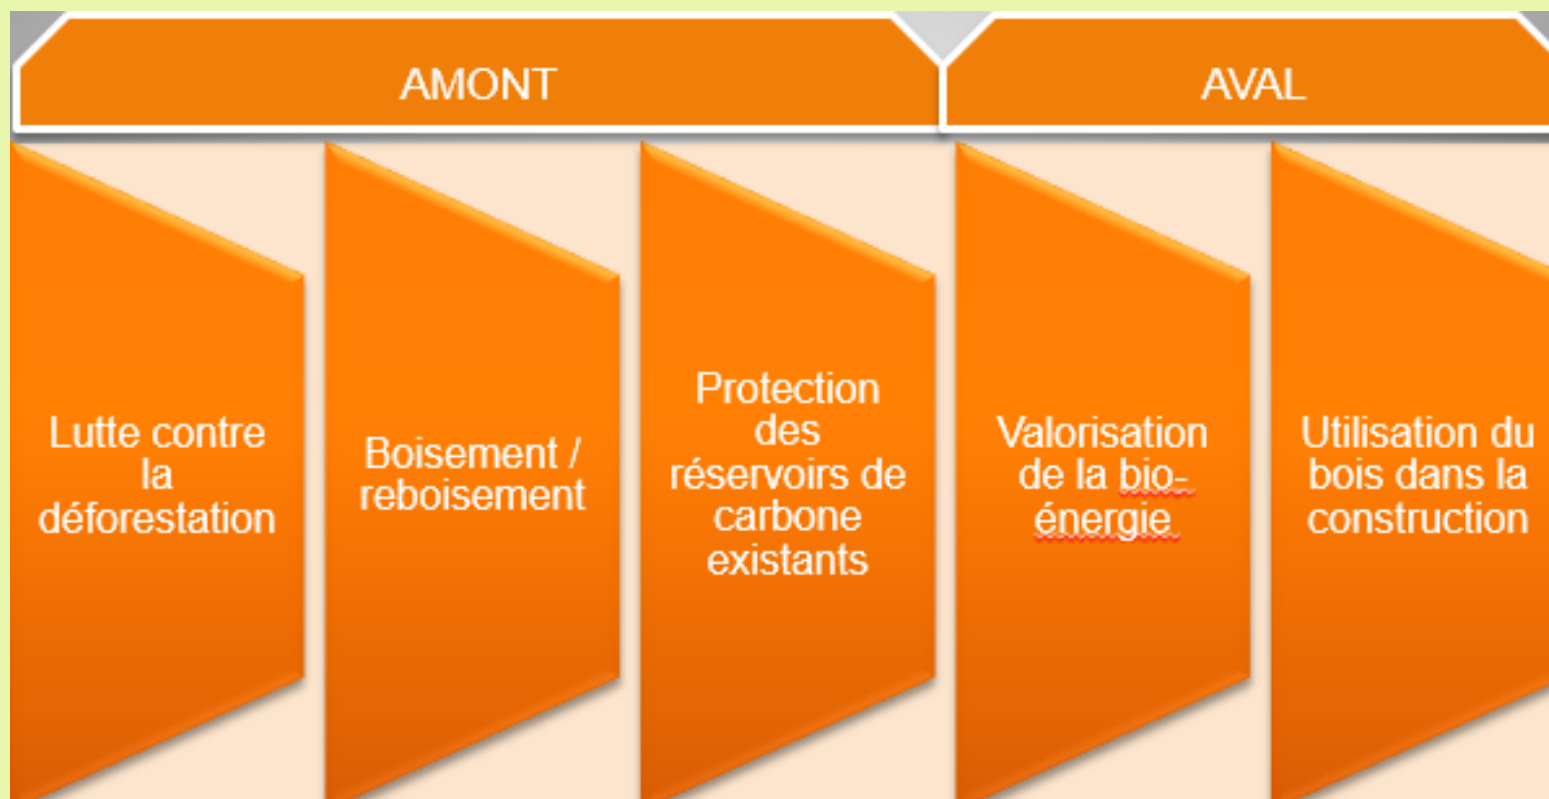 AMONT
AVAL
Lutte contre
la
déforestation
Boisement /
reboisement
Protection
des
réservoirs de
carbone
existants
Valorisation
de la bio-
énergie
Utilisation du
bois dans la
construction